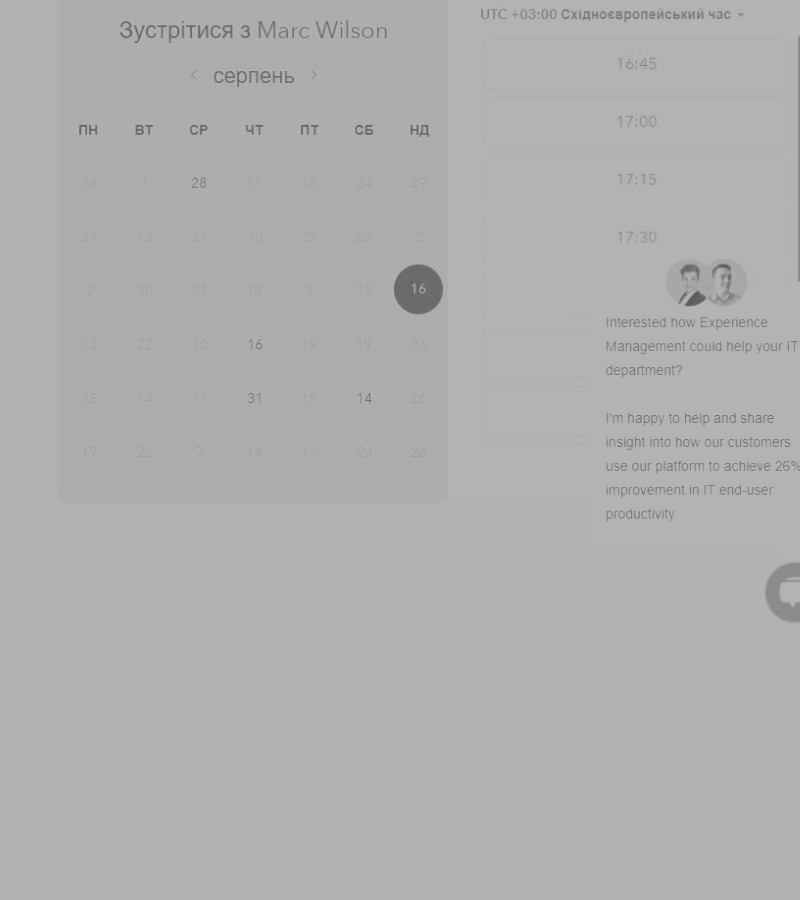 Зустрітися з Marc Wilson
серпень
ПН ВТ СР ЧТ ПТ СБ НД
16 1 28 11 13 24 29
27 13 27 10 25 28 2
2 10 21 13 9 18 16
13 22 10 16 19 19 16
15 14 11 31 19 14 26
19 22 7 14 12 24 26
UTC +03:00 Східноєвропейський час
16:45
17:00
17:15
17:30
Interested how Experience
Management could help your IT
department?
I'm happy to help and share
insight into how our customers
use our platform to achieve 26%
improvement in IT end-user
productivity.